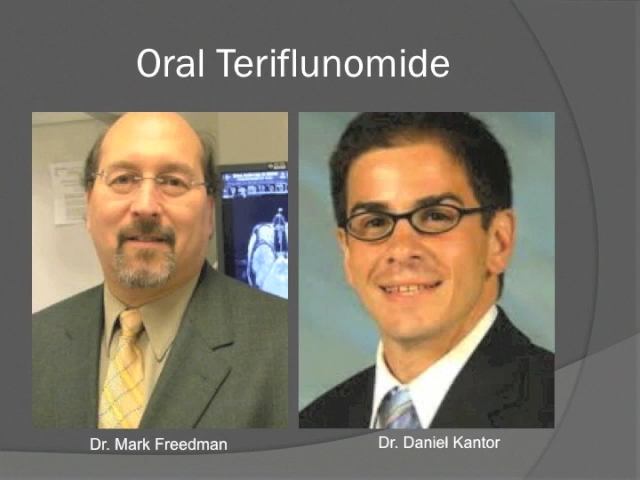 Oral Teriflunomide
Dr. Mark Freedman
Dr. Daniel Kantor